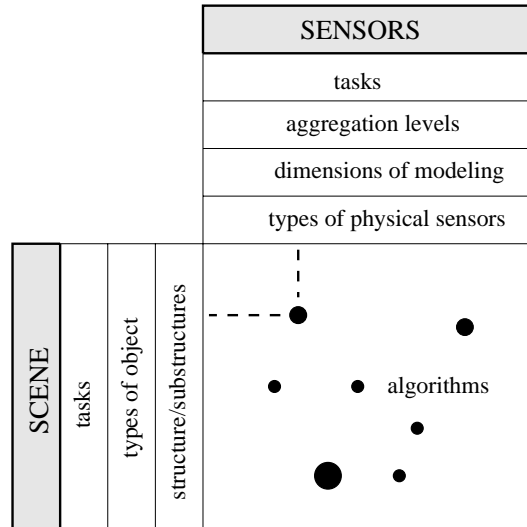 SENSORS
tasks
aggregation levels
dimensions of modeling
types of physical sensors
SCENE
tasks
types of object
structure/substructures
algorithms